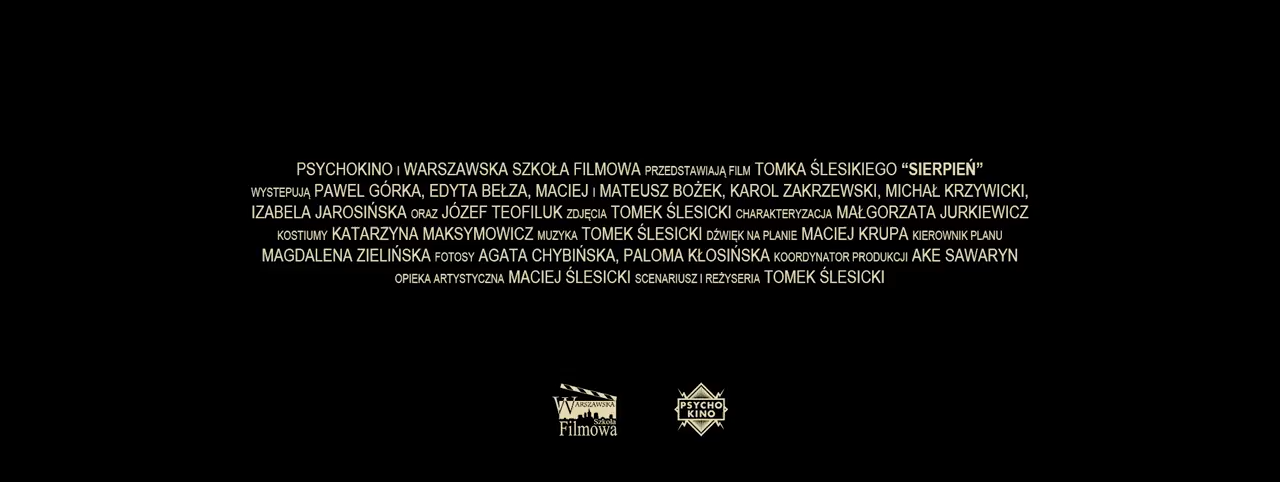 PSYCHOKINO I WARSZAWSKA SZKOŁA FILMOWA PRZEDSTAWIAJĄ FILM TOMKA ŚLESIKIEGO “SIERPIEŃ”
WYSTEPUJĄ PAWEL GÓRKA, EDYTA BEŁZA, MACIEJ I MATEUSZ BOŻEK, KAROL ZAKRZEWSKI, MICHAŁ KRZYWICKI,
IZABELA JAROSIŃSKA ORAZ JÓZEF TEOFILUK ZDJĘCIA TOMEK ŚLESICKI CHARAKTERYZACJA MAŁGORZATA JURKIEWICZ
KOSTIUMY KATARZYNA MAKSYMOWICZ MUZYKA TOMEK ŚLESICKI DŹWIĘK NA PLANIE MACIEJ KRUPA KIEROWNIK PLANU
MAGDALENA ZIELIŃSKA FOTOSY AGATA CHYBIŃSKA, PALOMA KŁOSIŃSKA KOORDYNATOR PRODUKCJI AKE SAWARYN
OPIEKA ARTYSTYCZNA MACIEJ ŚLESICKI SCENARIUSZ I REŻYSERIA TOMEK ŚLESICKI
WARSZAWSKA
Szkoła
Filmowa
PSYCHO
KINO